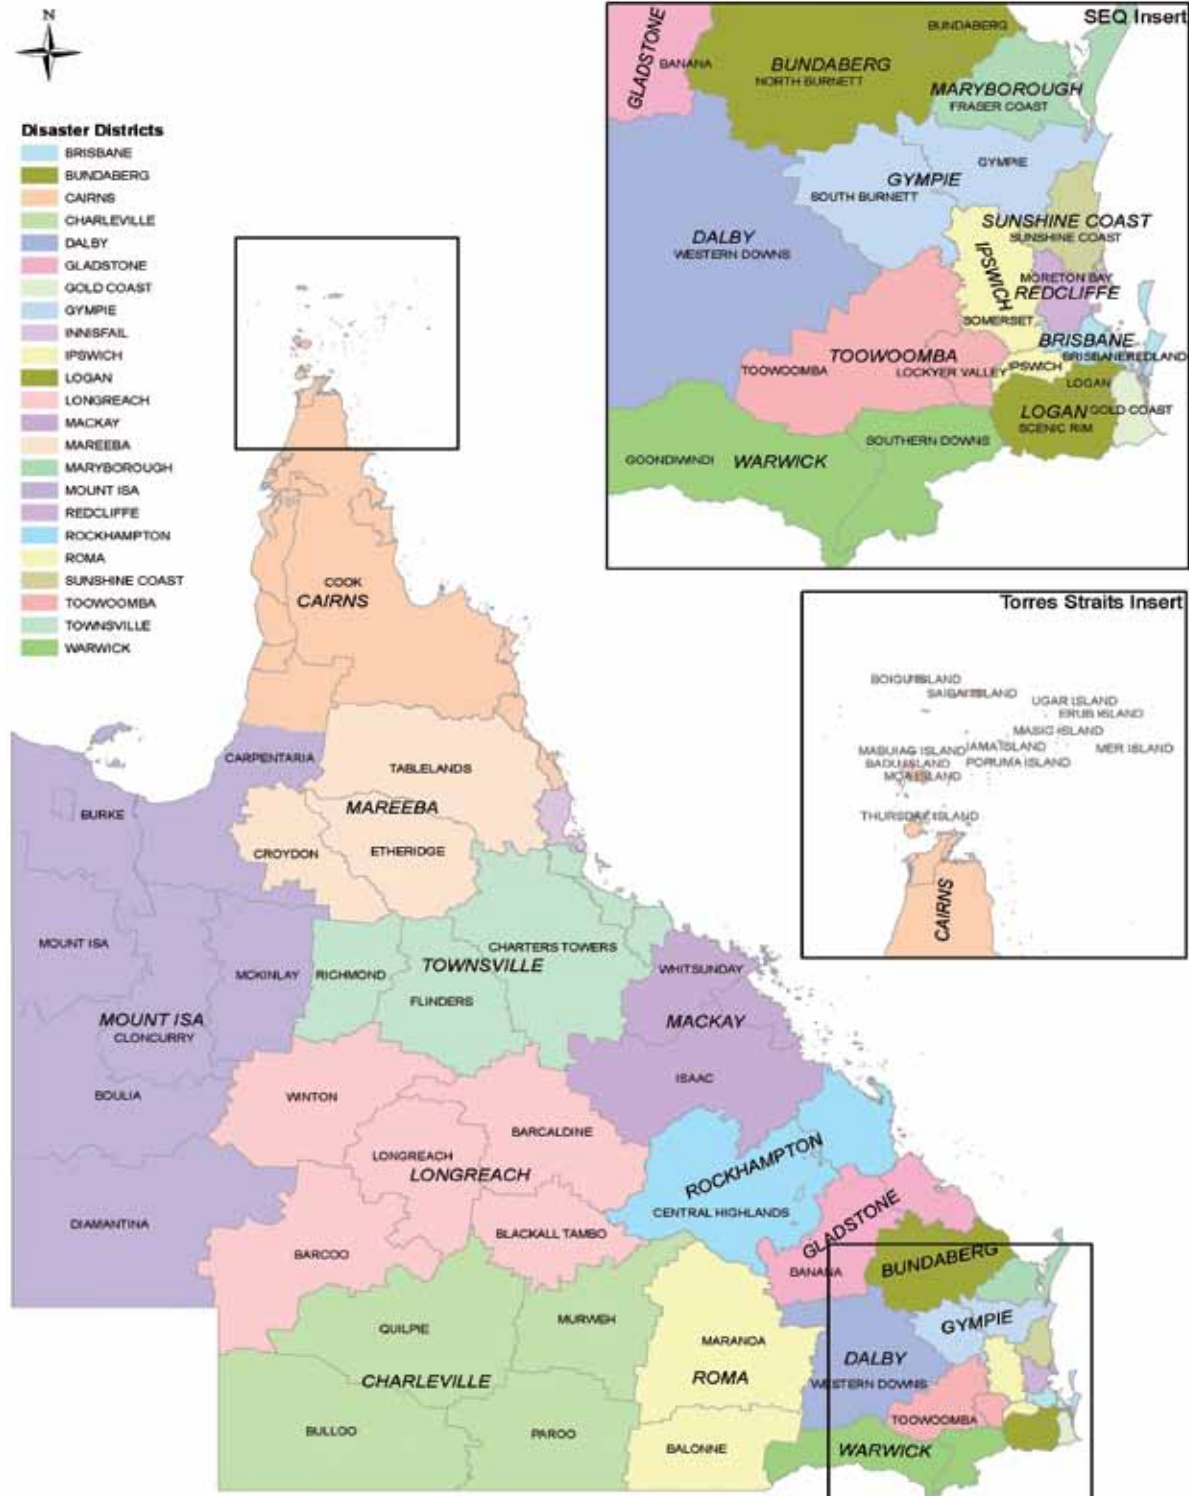 N
Disaster Districts
BRISBANE
BUNDABERG
CAIRNS
CHARLEVILLE
DALBY
GLADSTONE
GOLD COAST
GYMPIE
INNISFAIL
IPSWICH
LOGAN
LONGREACH
MACKAY
MAREEBA
MARYBOROUGH
MOUNT ISA
REDCLIFFE
ROCKHAMPTON
ROMA
SUNSHINE COAST
TOOWOOMBA
TOWNSVILLE
WARWICK
SEQ Insert
GLADSTONE
BANANA
BUNDABERG
BUNDABERG
NORTH BURNETT
MARYBOROUGH
FRASER COAST
GYMPIE
GYMPIE
SOUTH BURNETT
DALBY
WESTERN DOWNS
SUNSHINE COAST
SUNSHINE COAST
IPSWICH
SOMERSET
MORETON BAY
REDCLIFFE
BRISBANE
BRISBANE
REDLAND
TOOWOOMBA
TOOWOOMBA
LOCKYER VALLEY
IPSWICH
LOGAN
LOGAN
GOLD COAST
SCENIC RIM
SOUTHERN DOWNS
GOONDIWINDI
WARWICK
Torres Straits Insert
BOIGU ISLAND
SAIBAI ISLAND
UGAR ISLAND
ERUB ISLAND
MASIG ISLAND
MABUIAG ISLAND
IAMA ISLAND
MER ISLAND
BADU ISLAND
PORUMA ISLAND
MOA ISLAND
THURSDAY ISLAND
CAIRNS
COOK
CAIRNS
CARPENTARIA
TABLELANDS
MAREEBA
BURKE
CROYDON
ETHERIDGE
MOUNT ISA
MCKINLAY
RICHMOND
CHARTERS TOWERS
TOWNSVILLE
FLINDERS
WHITSUNDAY
MACKAY
MOUNT ISA
CLONCURRY
ISAAC
BOULIA
WINTON
BARCALDINE
LONGREACH
LONGREACH
ROCKHAMPTON
CENTRAL HIGHLANDS
DIAMANTINA
BARCOO
BLACKALL TAMBO
GLADSTONE
BANANA
BUNDABERG
QUILPIE
MURWEH
GYMPIE
MARANOA
DALBY
WESTERN DOWNS
CHARLEVILLE
ROMA
TOOWOOMBA
BULLOO
PAROO
BALONNE
WARWICK